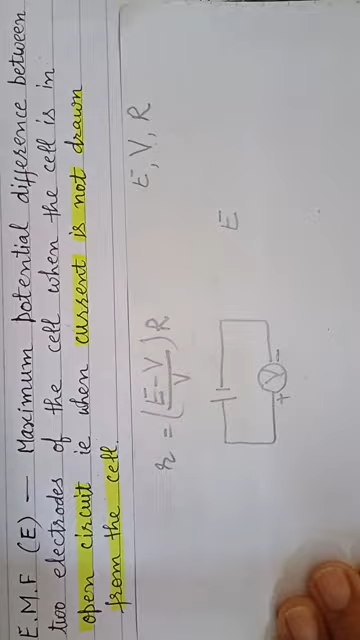 E.M.F (E) — Maximum potential difference between
two electrodes of the cell when the cell is in
open circuit ie when current is not drawn
from the cell.
r = (E-V/V)R
E, V, R
E
+ V -